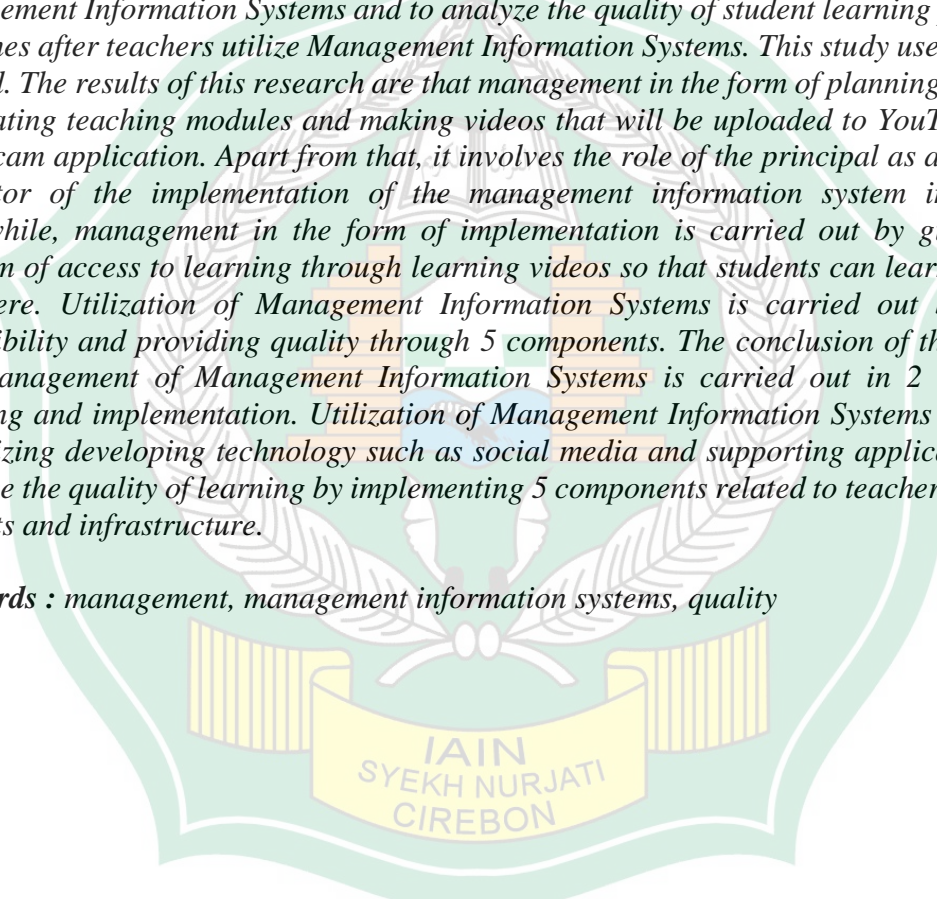 ement Information Systems and to analyze the quality of student learning
nes after teachers utilize Management Information Systems. This study use
l. The results of this research are that management in the form of planning
ating teaching modules and making videos that will be uploaded to YouT
cam application. Apart from that, it involves the role of the principal as a
tor of the implementation of the management information system i
while, management in the form of implementation is carried out by g
m of access to learning through learning videos so that students can lear
ere. Utilization of Management Information Systems is carried out
ibility and providing quality through 5 components. The conclusion of th
anagement of Management Information Systems is carried out in 2
ng and implementation. Utilization of Management Information Systems
izing developing technology such as social media and supporting applic
e the quality of learning by implementing 5 components related to teacher
ts and infrastructure.
rds : management, management information systems, quality
IAIN
SYEKH NURJATI
CIREBON